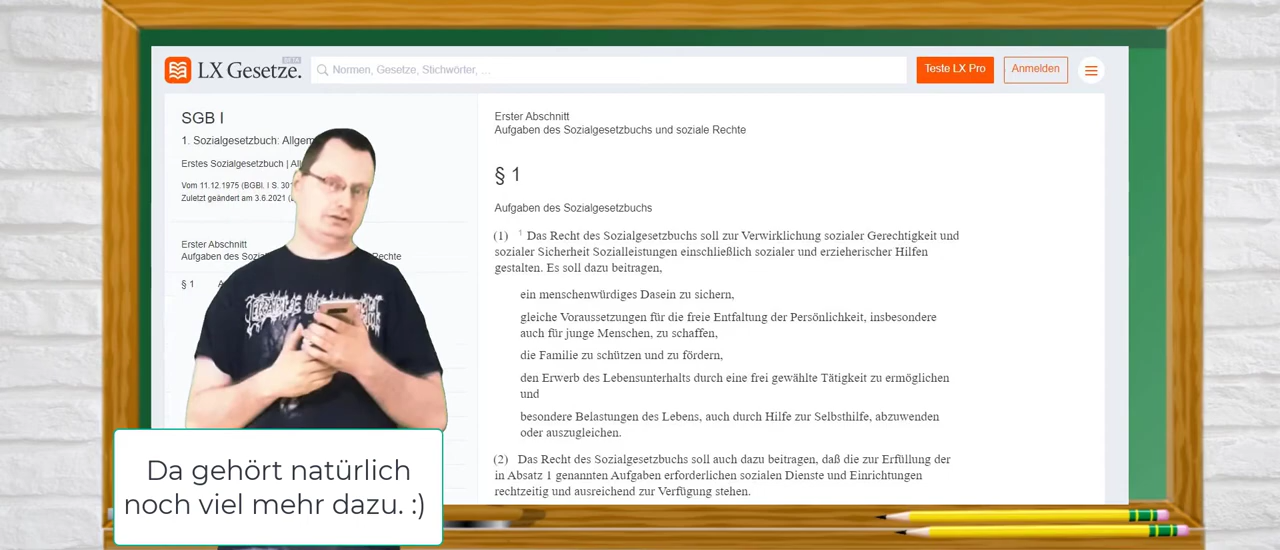 LX Gesetze.
BETA
Normen, Gesetze, Stichwörter, ...
Teste LX Pro
Anmelden
SGB I
1. Sozialgesetzbuch: Allgem
Erstes Sozialgesetzbuch | All
Vom 11.12.1975 (BGBl. I S. 301
Zuletzt geändert am 3.6.2021 (
Erster Abschnitt
Aufgaben des Sozia Rechte
§ 1 A
Erster Abschnitt
Aufgaben des Sozialgesetzbuchs und soziale Rechte
§ 1
Aufgaben des Sozialgesetzbuchs
(1) 1 Das Recht des Sozialgesetzbuchs soll zur Verwirklichung sozialer Gerechtigkeit und
sozialer Sicherheit Sozialleistungen einschließlich sozialer und erzieherischer Hilfen
gestalten. Es soll dazu beitragen,
ein menschenwürdiges Dasein zu sichern,
gleiche Voraussetzungen für die freie Entfaltung der Persönlichkeit, insbesondere
auch für junge Menschen, zu schaffen,
die Familie zu schützen und zu fördern,
den Erwerb des Lebensunterhalts durch eine frei gewählte Tätigkeit zu ermöglichen
und
besondere Belastungen des Lebens, auch durch Hilfe zur Selbsthilfe, abzuwenden
oder auszugleichen.
(2) Das Recht des Sozialgesetzbuchs soll auch dazu beitragen, daß die zur Erfüllung der
in Absatz 1 genannten Aufgaben erforderlichen sozialen Dienste und Einrichtungen
rechtzeitig und ausreichend zur Verfügung stehen.
Da gehört natürlich
noch viel mehr dazu. :)